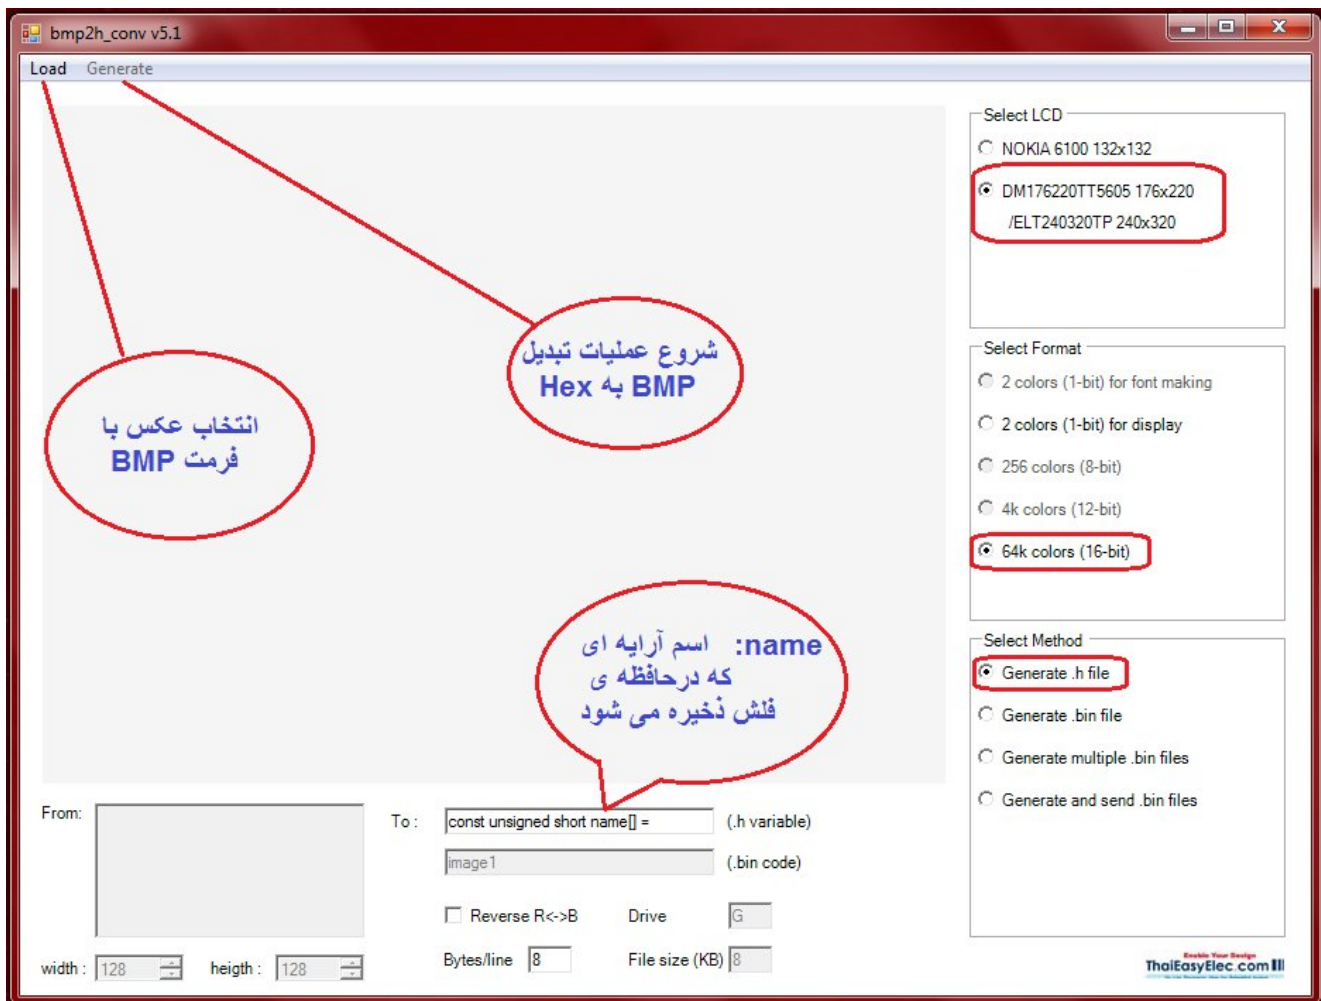 bmp2h_conv v5.1
Load Generate
Select LCD
NOKIA 6100 132x132
DM176220TT5605 176x220
/ELT240320TP 240x320
شروع عملیات تبدیل
BMP به Hex
انتخاب عکس با
فرمت BMP
Select Format
2 colors (1-bit) for font making
2 colors (1-bit) for display
256 colors (8-bit)
4k colors (12-bit)
64k colors (16-bit)
name: اسم آرایه ای
که درحافظه ی
فلش ذخیره می شود
Select Method
Generate .h file
Generate .bin file
Generate multiple .bin files
Generate and send .bin files
From:
To : const unsigned short name[] = (.h variable)
image1 (.bin code)
Reverse R<->B Drive G
Bytes/line 8 File size (KB) 8
width : 128 heigth : 128
Enable Your Design
ThaiEasyElec.com